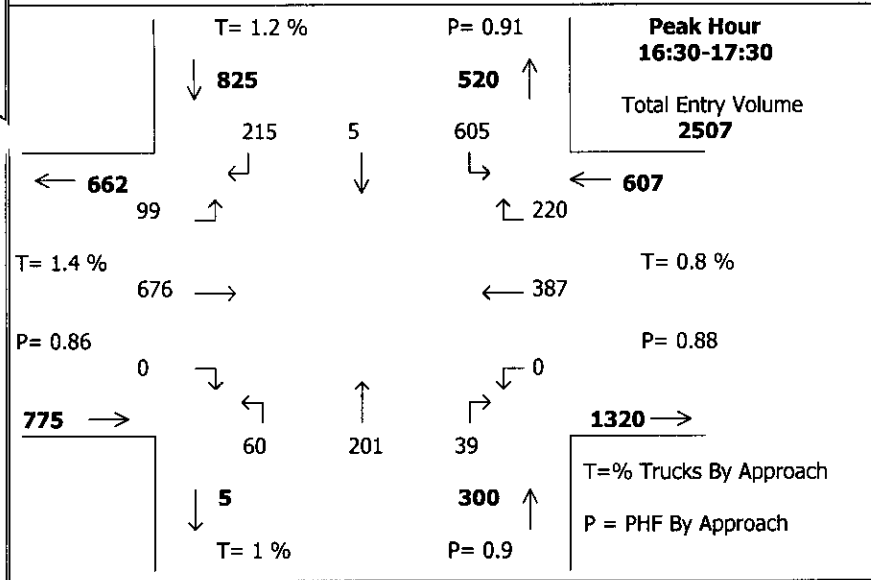 T= 1.2 %
P= 0.91
Peak Hour
16:30-17:30
825
520
Total Entry Volume
2507
215
5
605
662
607
99
220
T= 1.4 %
T= 0.8 %
676
387
P= 0.86
P= 0.88
0
0
775
1320
60
201
39
T=% Trucks By Approach
5
300
P = PHF By Approach
T= 1 %
P= 0.9